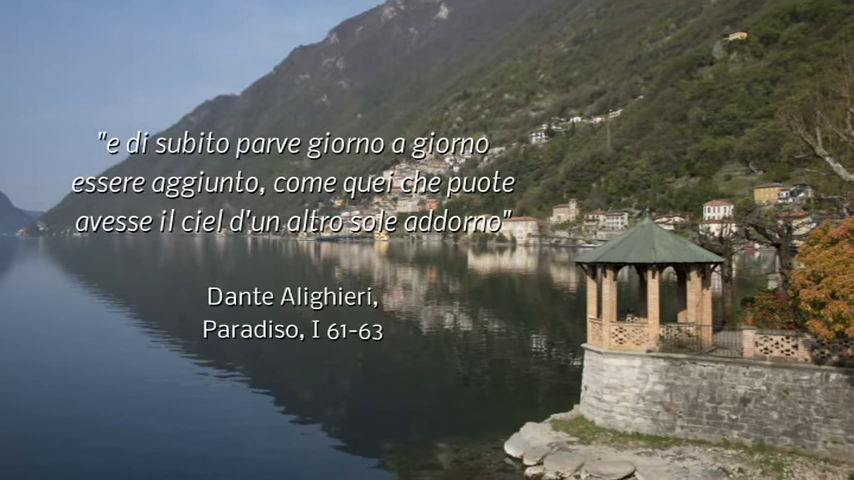 "e di subito parve giorno a giorno
essere aggiunto, come quei che puote
avesse il ciel d'un altro sole addorno"
Dante Alighieri,
Paradiso, I 61-63